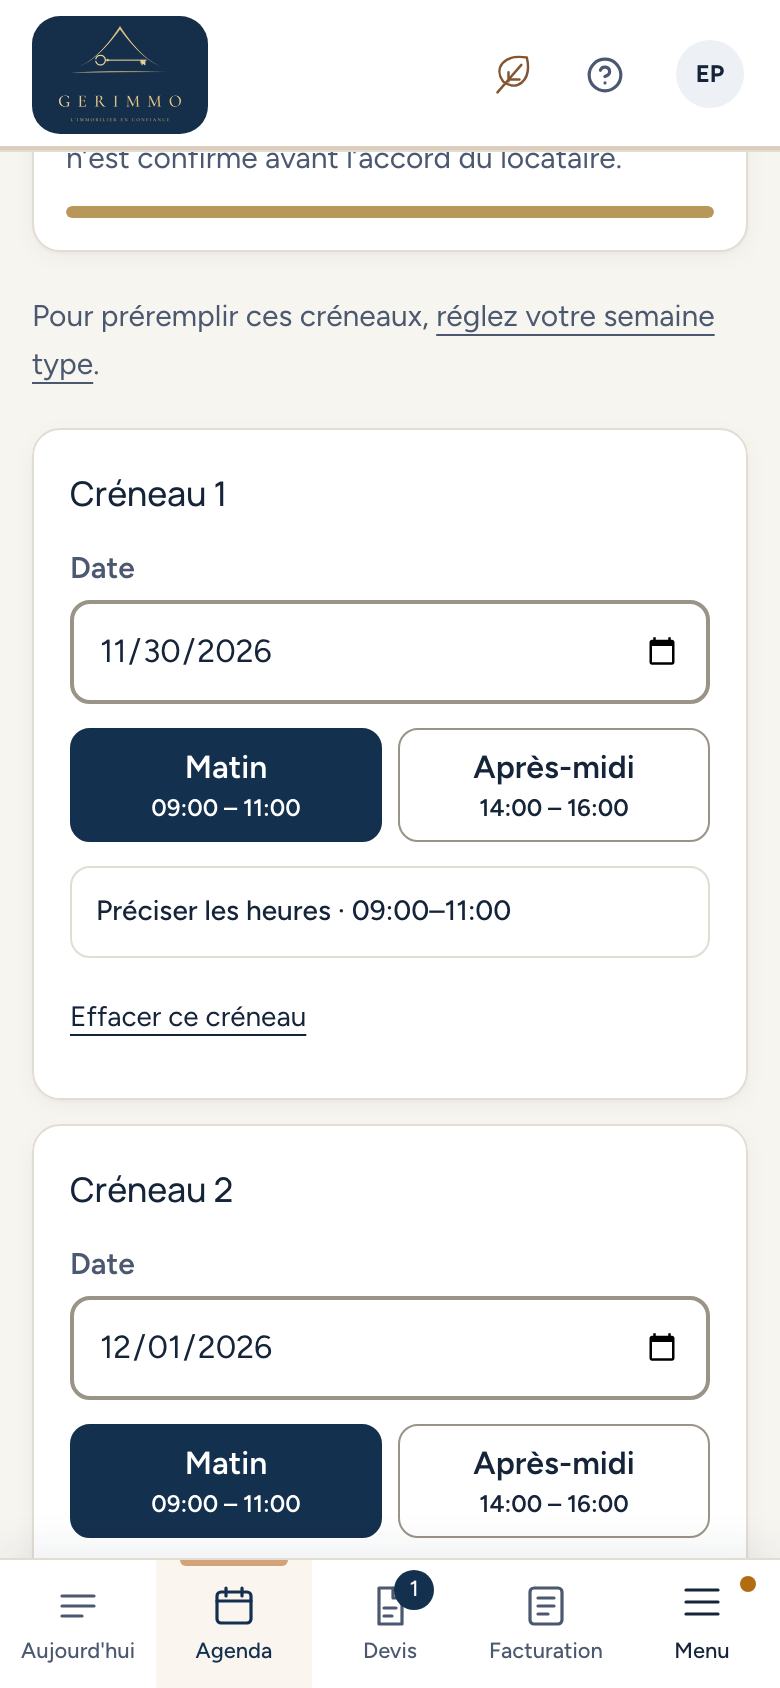 GERIMMO
L'IMMOBILIER EN CONFIANCE
EP
n'est confirmé avant l'accord du locataire.
Pour préremplir ces créneaux, réglez votre semaine
type.
Créneau 1
Date
11/30/2026
Matin
09:00 – 11:00
Après-midi
14:00 – 16:00
Préciser les heures · 09:00–11:00
Effacer ce créneau
Créneau 2
Date
12/01/2026
Matin
09:00 – 11:00
Après-midi
14:00 – 16:00
1
Aujourd'hui
Agenda
Devis
Facturation
Menu